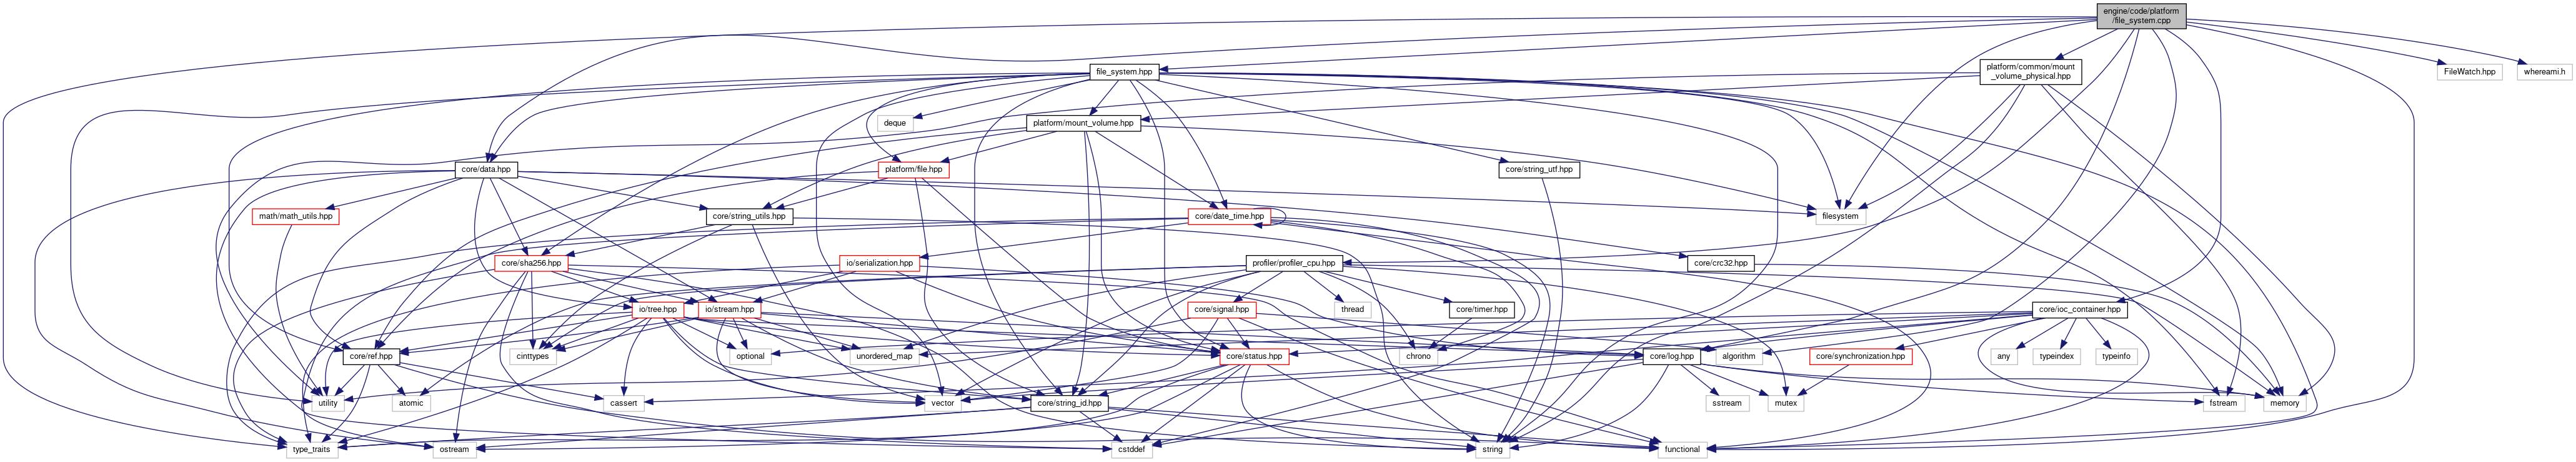 engine/code/platform
/file_system.cpp
file_system.hpp
platform/common/mount
_volume_physical.hpp
FileWatch.hpp
whereami.h
deque
platform/mount_volume.hpp
core/data.hpp
platform/file.hpp
core/string_utf.hpp
math/math_utils.hpp
core/string_utils.hpp
core/date_time.hpp
filesystem
core/sha256.hpp
io/serialization.hpp
profiler/profiler_cpu.hpp
core/crc32.hpp
io/tree.hpp
io/stream.hpp
core/signal.hpp
thread
core/timer.hpp
core/ioc_container.hpp
core/ref.hpp
cinttypes
optional
unordered_map
core/status.hpp
chrono
core/log.hpp
algorithm
core/synchronization.hpp
any
typeindex
typeinfo
utility
atomic
cassert
vector
core/string_id.hpp
sstream
mutex
fstream
memory
type_traits
ostream
cstddef
string
functional